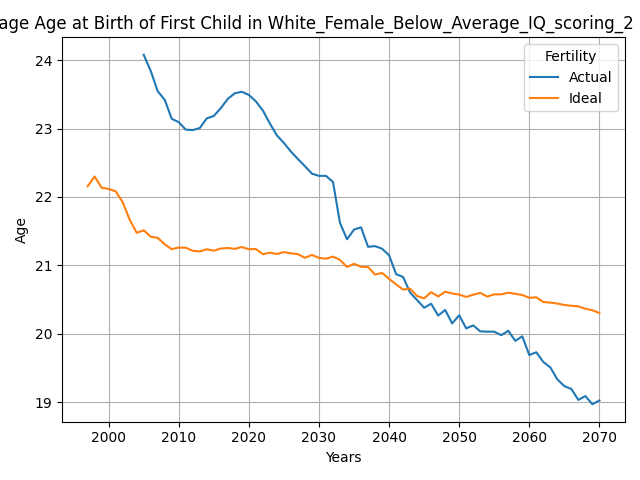 age Age at Birth of First Child in White_Female_Below_Average_IQ_scoring_2
Fertility
Actual
Ideal
24
23
22
21
20
19
Age
2000 2010 2020 2030 2040 2050 2060 2070
Years